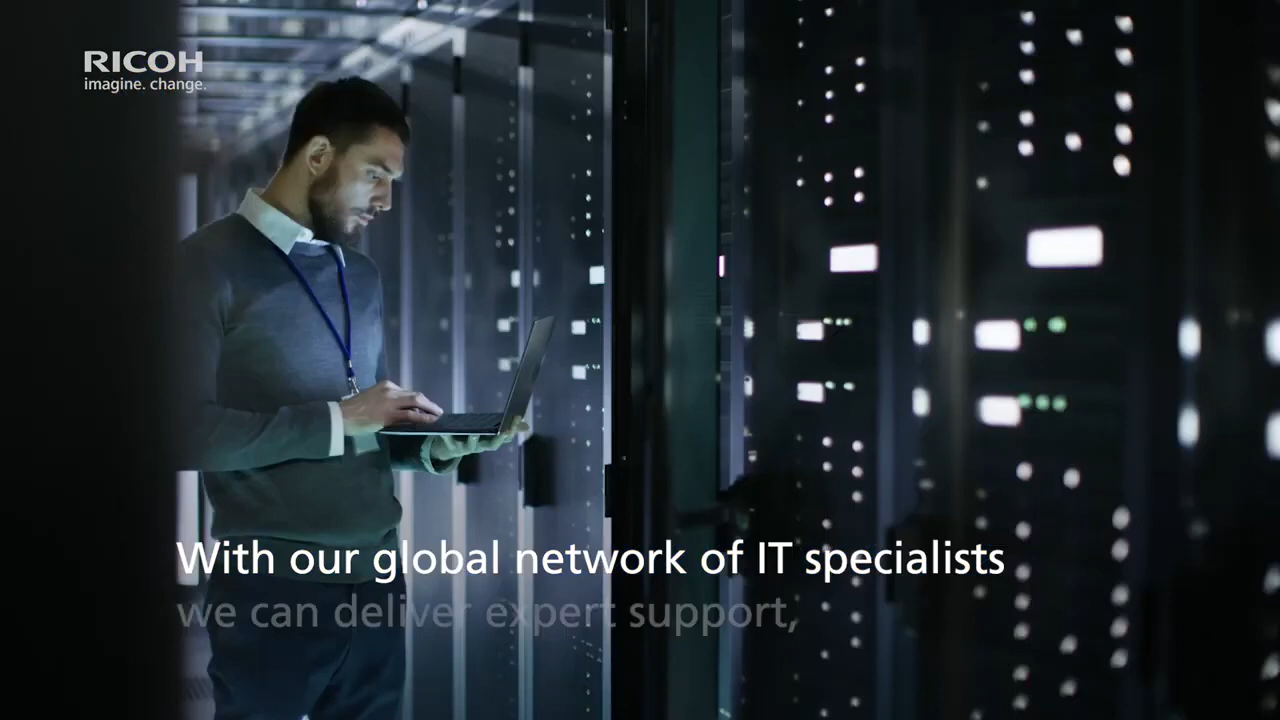 RICOH
imagine. change.
With our global network of IT specialists
we can deliver expert support,